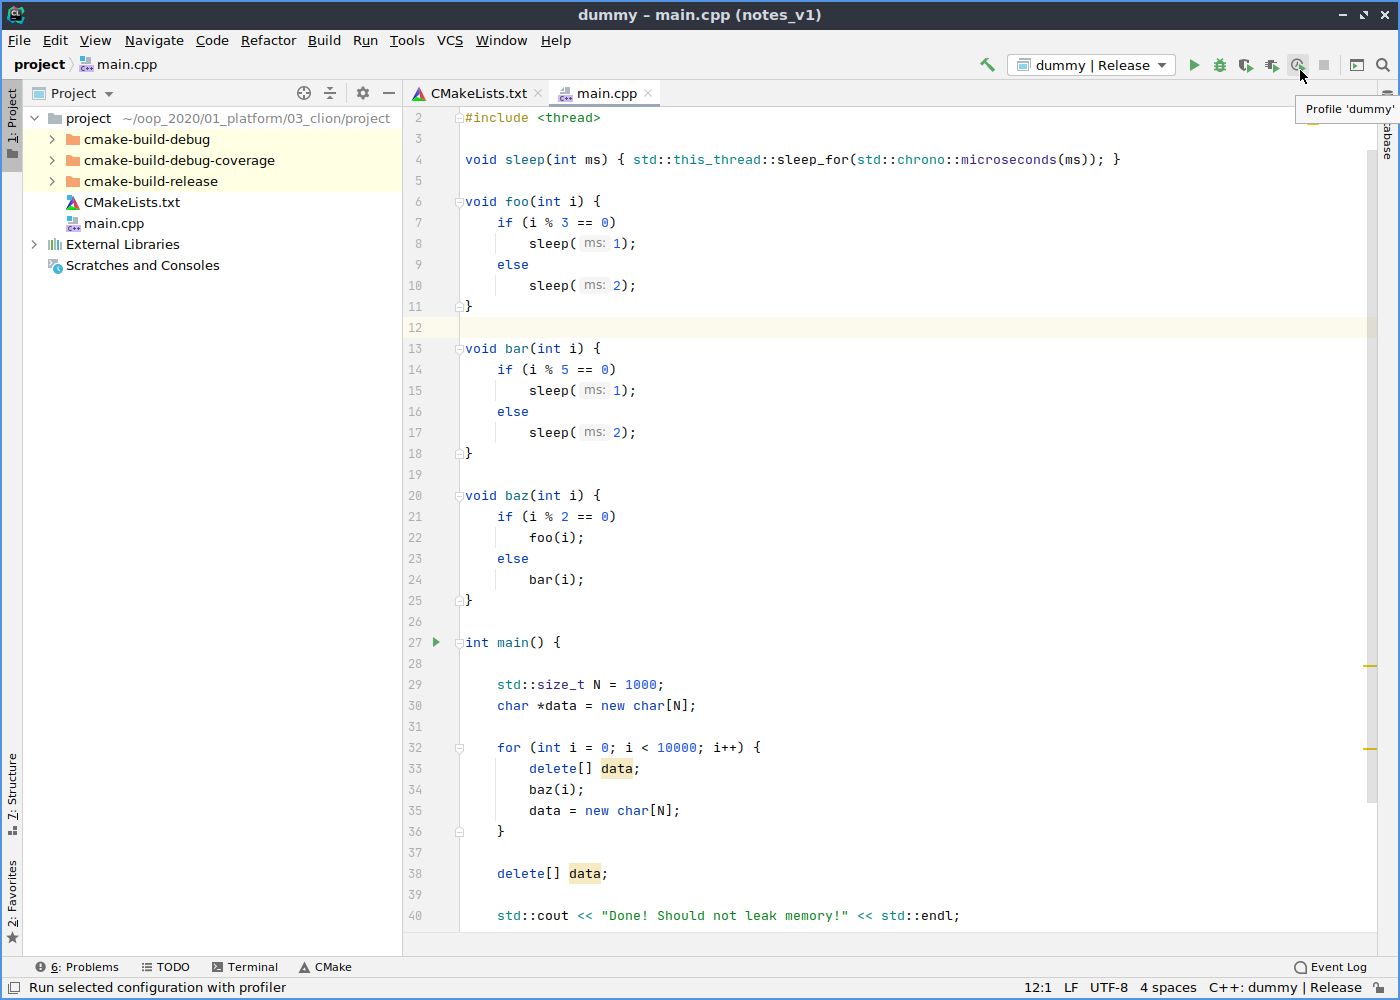 dummy – main.cpp (notes_v1)
File Edit View Navigate Code Refactor Build Run Tools VCS Window Help
project main.cpp dummy | Release
Profile 'dummy'
1: Project
Project
CMakeLists.txt main.cpp
project ~/oop_2020/01_platform/03_clion/project
cmake-build-debug
cmake-build-debug-coverage
cmake-build-release
CMakeLists.txt
main.cpp
External Libraries
Scratches and Consoles
2 #include <thread>
3
4 void sleep(int ms) { std::this_thread::sleep_for(std::chrono::microseconds(ms)); }
5
6 void foo(int i) {
7 if (i % 3 == 0)
8 sleep( ms: 1);
9 else
10 sleep( ms: 2);
11 }
12
13 void bar(int i) {
14 if (i % 5 == 0)
15 sleep( ms: 1);
16 else
17 sleep( ms: 2);
18 }
19
20 void baz(int i) {
21 if (i % 2 == 0)
22 foo(i);
23 else
24 bar(i);
25 }
26
27 int main() {
28
29 std::size_t N = 1000;
30 char *data = new char[N];
31
32 for (int i = 0; i < 10000; i++) {
33 delete[] data;
34 baz(i);
35 data = new char[N];
36 }
37
38 delete[] data;
39
40 std::cout << "Done! Should not leak memory!" << std::endl;
7: Structure
2: Favorites
6: Problems TODO Terminal CMake Event Log
Run selected configuration with profiler 12:1 LF UTF-8 4 spaces C++: dummy | Release